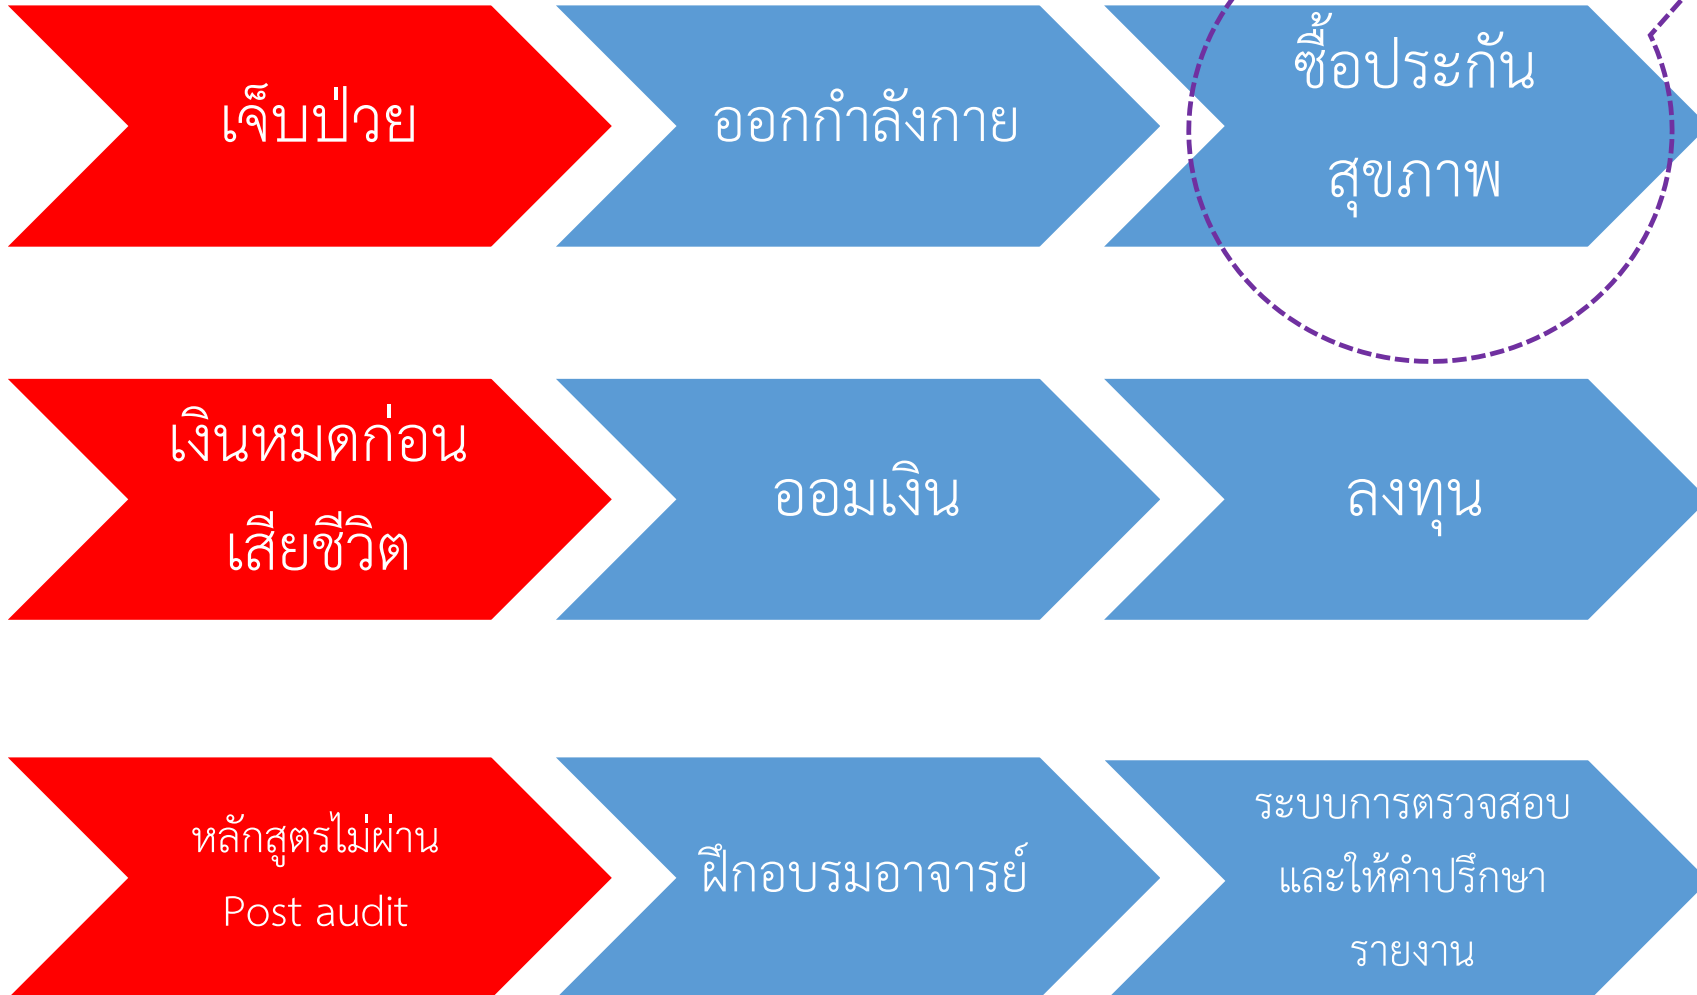 เจ็บป่วย
ออกกำลังกาย
ซื้อประกัน
สุขภาพ
เงินหมดก่อน
เสียชีวิต
ออมเงิน
ลงทุน
หลักสูตรไม่ผ่าน
Post audit
ฝึกอบรมอาจารย์
ระบบการตรวจสอบ
และให้คำปรึกษา
รายงาน